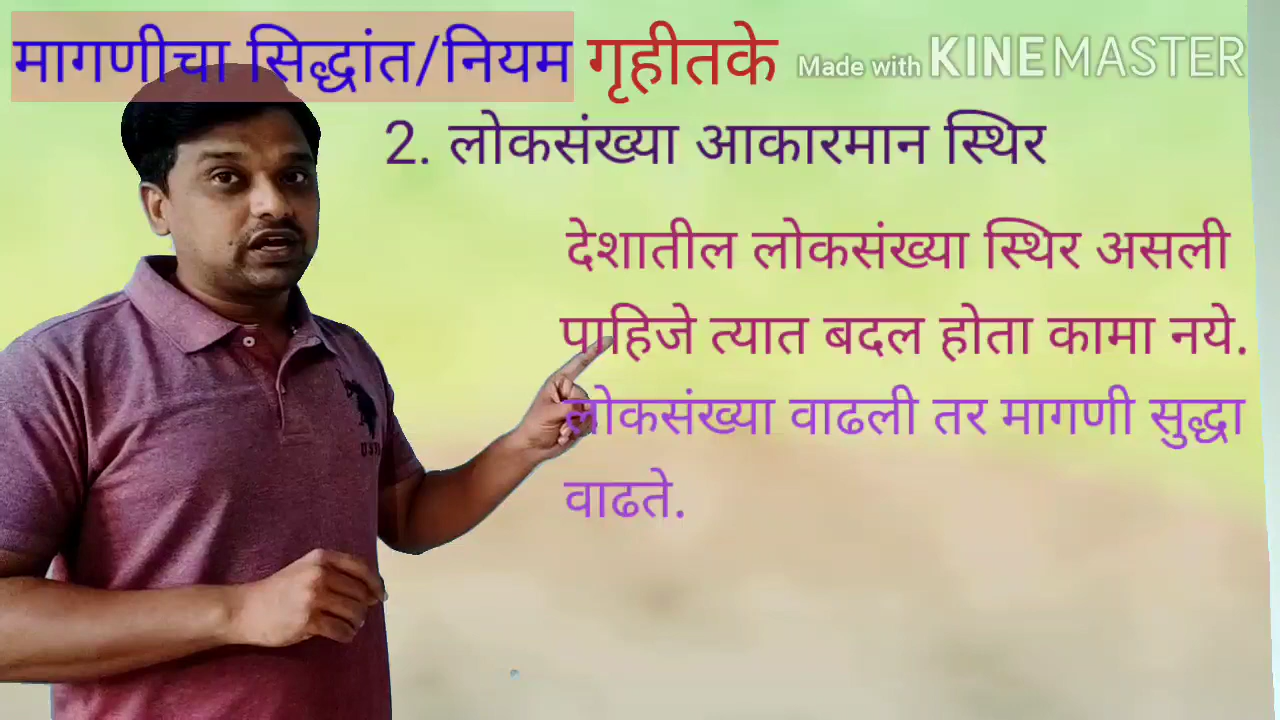 मागणीचा सिद्धांत/नियम गृहीतके Made with KINEMASTER
2. लोकसंख्या आकारमान स्थिर
देशातील लोकसंख्या स्थिर असली
पाहिजे त्यात बदल होता कामा नये.
लोकसंख्या वाढली तर मागणी सुद्धा
वाढते.